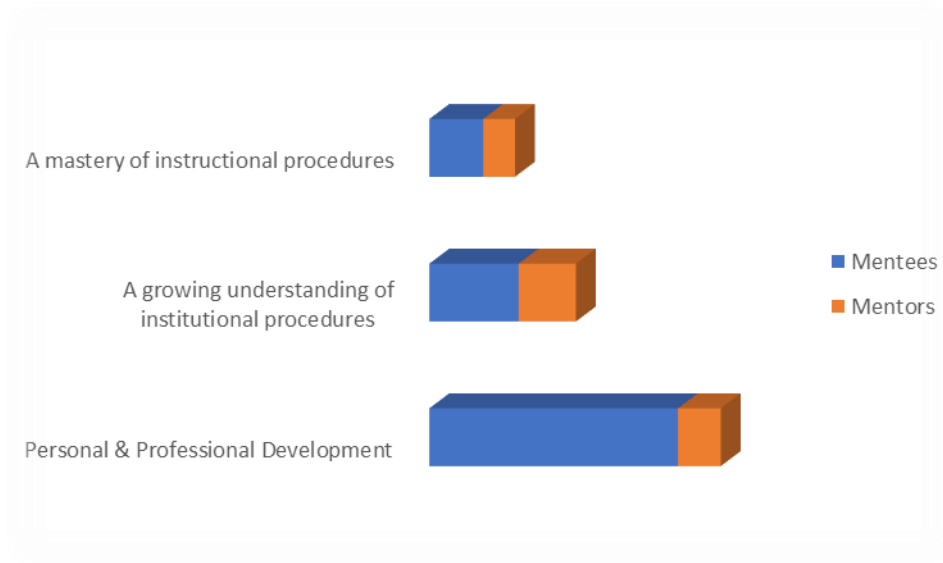 A mastery of instructional procedures
A growing understanding of
institutional procedures
Personal & Professional Development
Mentees
Mentors